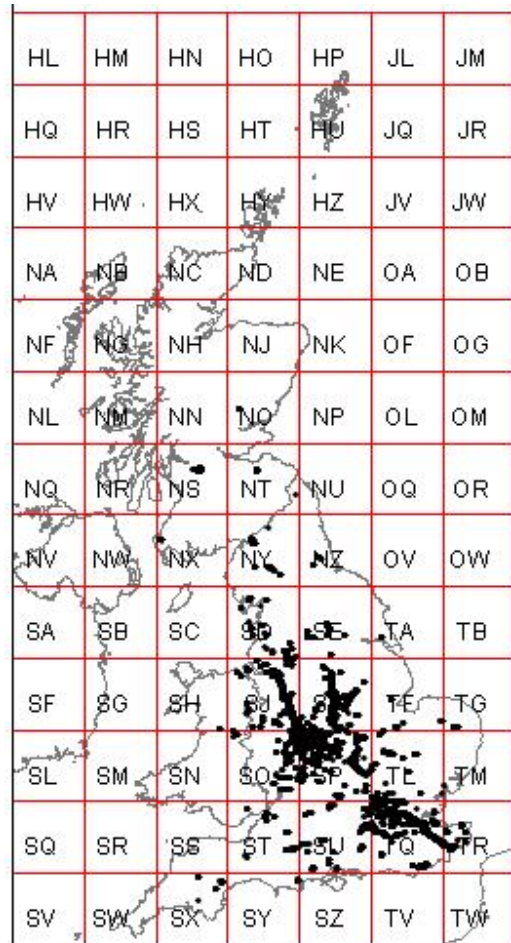 HL HM HN HO HP JL JM
HQ HR HS HT HU JQ JR
HV HW HX HY HZ JV JW
NA NB NC ND NE OA OB
NF NG NH NJ NK OF OG
NL NM NN NO NP OL OM
NQ NR NS NT NU OQ OR
NV NW NX NY NZ OV OW
SA SB SC SD SE TA TB
SF SG SH SJ TF TG
SL SM SN SO SP TL TM
SQ SR SS ST SU TQ TR
SV SW SX SY SZ TV TW